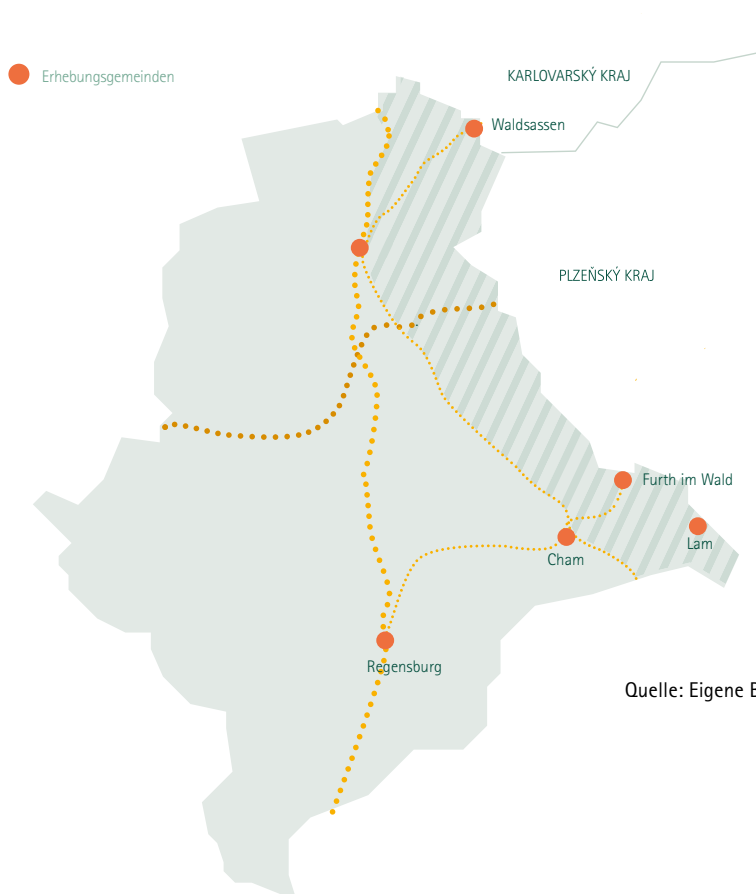 KARLOVARSKÝ KRAJ
Erhebungsgemeinden
Waldsassen
PLZEŇSKÝ KRAJ
Furth im Wald
Lam
Cham
Regensburg
Quelle: Eigene